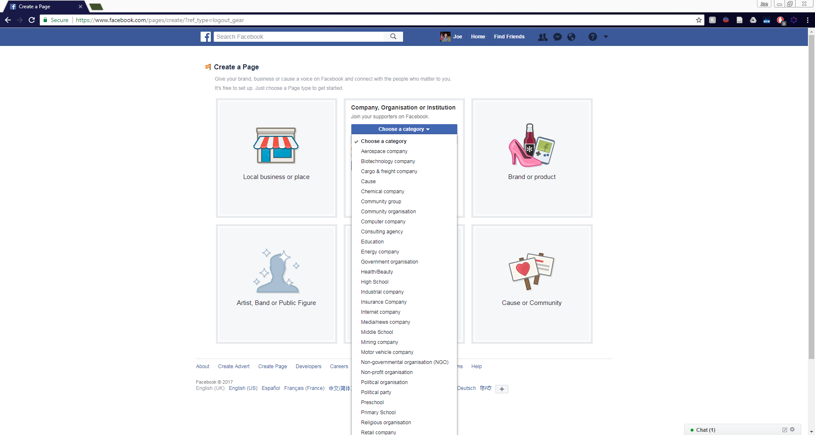 Create a Page
Joe
Secure
https://www.facebook.com/pages/create/?ref_type=logout_gear
Search Facebook
Joe
Home
Find Friends
Create a Page
Give your brand, business or cause a voice on Facebook and connect with the people who matter to you.
It's free to set up. Just choose a Page type to get started.
Local business or place
Company, Organisation or Institution
Join your supporters on Facebook.
Choose a category
Choose a category
Aerospace company
Biotechnology company
Cargo & freight company
Cause
Chemical company
Community group
Community organisation
Computer company
Consulting agency
Education
Energy company
Government organisation
Health/Beauty
High School
Industrial company
Insurance Company
Internet company
Media/news company
Middle School
Mining company
Motor vehicle company
Non-governmental organisation (NGO)
Non-profit organisation
Political organisation
Political party
Preschool
Primary School
Religious organisation
Retail company
Brand or product
Artist, Band or Public Figure
Cause or Community
About Create Advert Create Page Developers Careers
Help
Facebook © 2017
English (UK) English (US) Español Français (France) Deutsch
Chat (1)